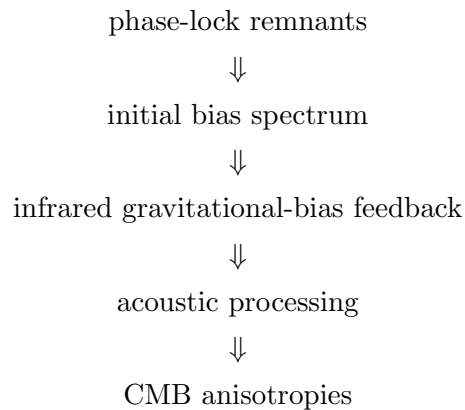 phase-lock remnants
⇓
initial bias spectrum
⇓
infrared gravitational-bias feedback
⇓
acoustic processing
⇓
CMB anisotropies